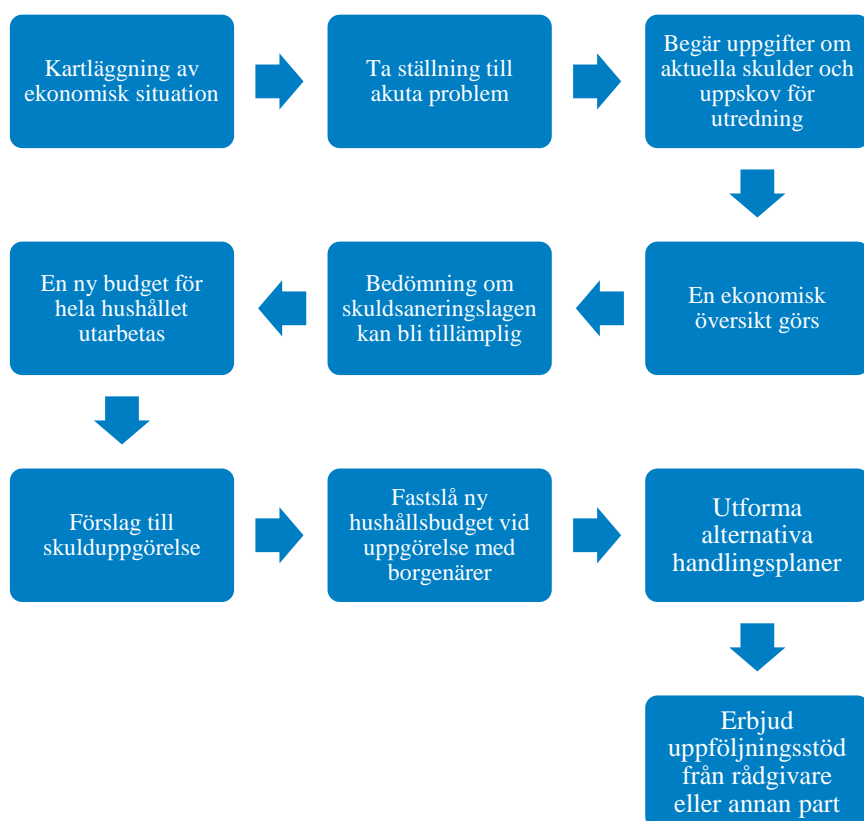 Kartläggning av
ekonomisk situation
Ta ställning till
akuta problem
Begär uppgifter om
aktuella skulder och
uppskov för
utredning
En ekonomisk
översikt görs
Bedömning om
skuldsaneringslagen
kan bli tillämplig
En ny budget för
hela hushållet
utarbetas
Förslag till
skulduppgörelse
Fastslå ny
hushållsbudget vid
uppgörelse med
borgenärer
Utforma
alternativa
handlingsplaner
Erbjud
uppföljningsstöd
från rådgivare
eller annan part